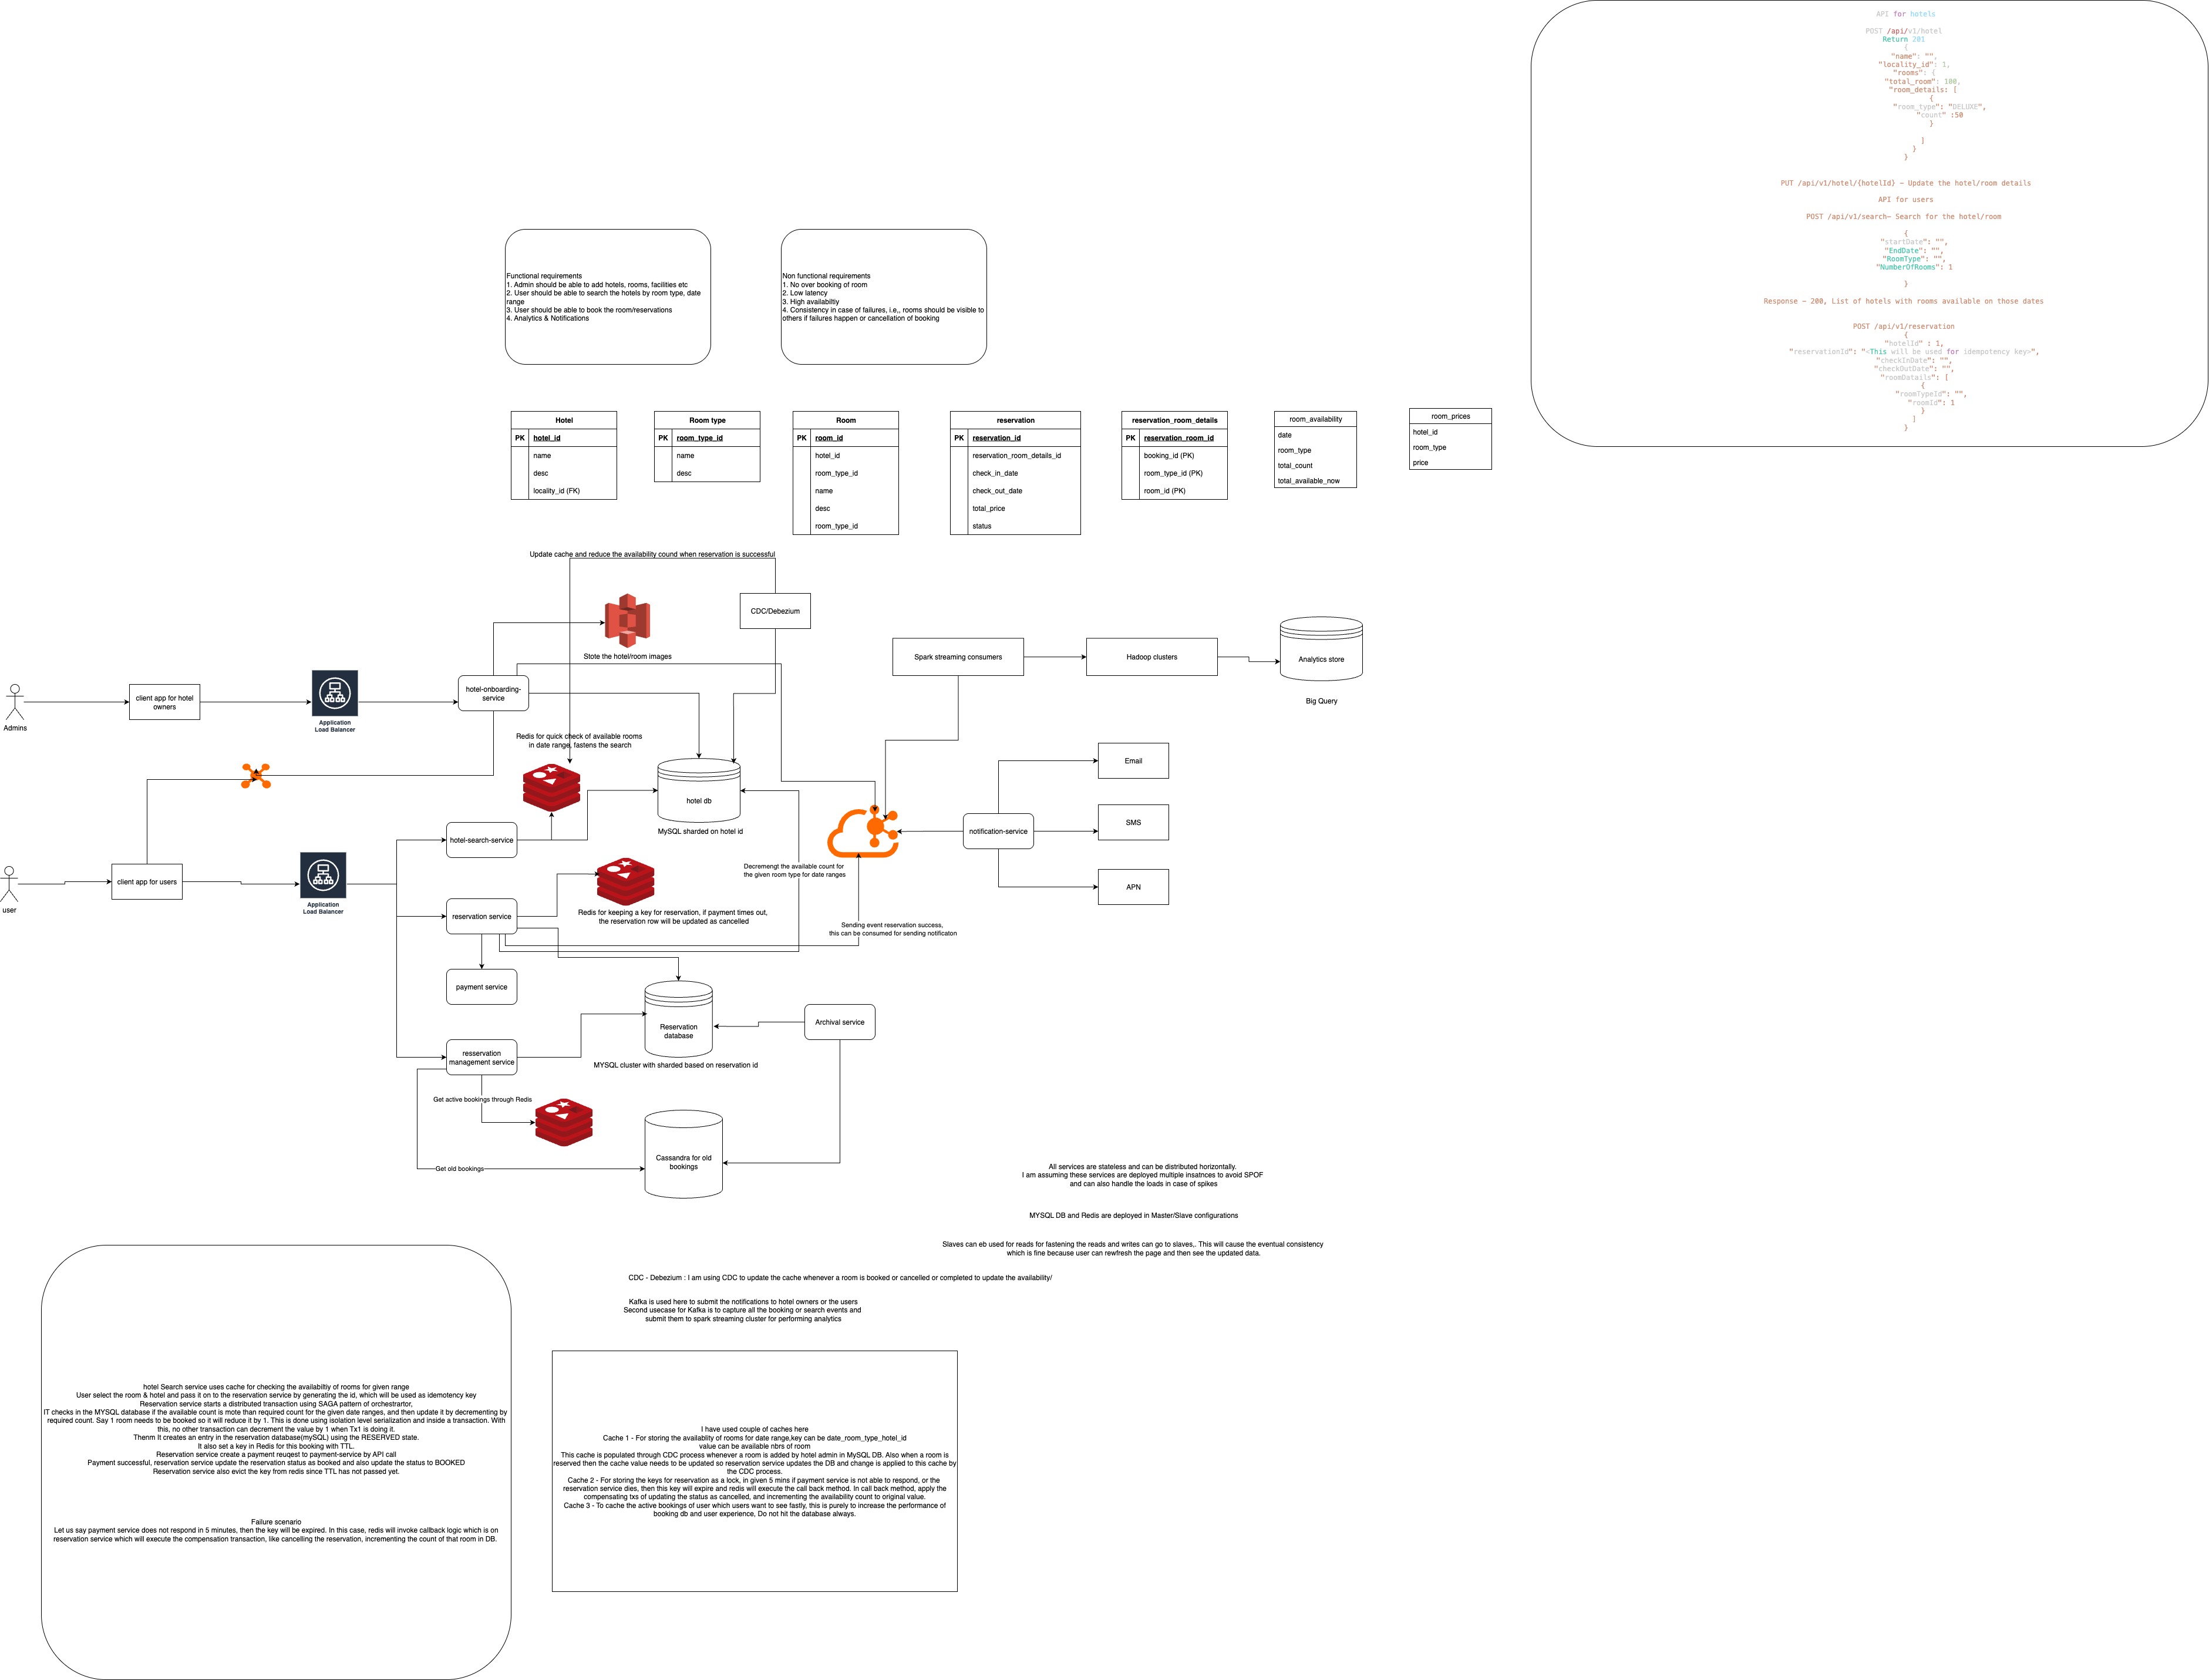 API for hotels
POST /api/v1/hotel
Return 201
{
"name": "",
"locality_id": 1,
"rooms": {
"total_room": 100,
"room_details: [
{
"room_type": "DELUXE",
"count" :50
}
]
}
}
PUT /api/v1/hotel/{hotelId} - Update the hotel/room details
API for users
POST /api/v1/search- Search for the hotel/room
{
"startDate": "",
"EndDate": "",
"RoomType": "",
"NumberOfRooms": 1
}
Response - 200, List of hotels with rooms available on those dates
POST /api/v1/reservation
{
"hotelId" : 1,
"reservationId": "<This will be used for idempotency key>",
"checkInDate": "",
"checkOutDate": "",
"roomDatails": [
{
"roomTypeId": "",
"roomId": 1
}
]
}
Functional requirements
1. Admin should be able to add hotels, rooms, facilities etc
2. User should be able to search the hotels by room type, date
range
3. User should be able to book the room/reservations
4. Analytics & Notifications
Non functional requirements
1. No over booking of room
2. Low latency
3. High availabiltiy
4. Consistency in case of failures, i.e,, rooms should be visible to
others if failures happen or cancellation of booking
Hotel
PK hotel_id
name
desc
locality_id (FK)
Room type
PK room_type_id
name
desc
Room
PK room_id
hotel_id
room_type_id
name
desc
room_type_id
reservation
PK reservation_id
reservation_room_details_id
check_in_date
check_out_date
total_price
status
reservation_room_details
PK reservation_room_id
booking_id (PK)
room_type_id (PK)
room_id (PK)
room_availability
date
room_type
total_count
total_available_now
room_prices
hotel_id
room_type
price
Update cache and reduce the availability cound when reservation is successful
CDC/Debezium
Stote the hotel/room images
Spark streaming consumers
Hadoop clusters
Analytics store
Big Query
Admins
client app for hotel
owners
Application
Load Balancer
hotel-onboarding-
service
Redis for quick check of available rooms
in date range, fastens the search
hotel db
MySQL sharded on hotel id
Email
SMS
APN
notification-service
hotel-search-service
user
client app for users
Application
Load Balancer
Decremengt the available count for
the given room type for date ranges
reservation service
Redis for keeping a key for reservation, if payment times out,
the reservation row will be updated as cancelled
Sending event reservation success,
this can be consumed for sending notificaton
payment service
Reservation
database
Archival service
resservation
management service
MYSQL cluster with sharded based on reservation id
Get active bookings through Redis
Get old bookings
Cassandra for old
bookings
All services are stateless and can be distributed horizontally.
I am assuming these services are deployed multiple insatnces to avoid SPOF
and can also handle the loads in case of spikes
MYSQL DB and Redis are deployed in Master/Slave configurations
Slaves can eb used for reads for fastening the reads and writes can go to slaves,. This will cause the eventual consistency
which is fine because user can rewfresh the page and then see the updated data.
CDC - Debezium : I am using CDC to update the cache whenever a room is booked or cancelled or completed to update the availability/
Kafka is used here to submit the notifications to hotel owners or the users
Second usecase for Kafka is to capture all the booking or search events and
submit them to spark streaming cluster for performing analytics
hotel Search service uses cache for checking the availabiltiy of rooms for given range
User select the room & hotel and pass it on to the reservation service by generating the id, which will be used as idemotency key
Reservation service starts a distributed transaction using SAGA pattern of orchestrartor,
IT checks in the MYSQL database if the available count is mote than required count for the given date ranges, and then update it by decrementing by
required count. Say 1 room needs to be booked so it will reduce it by 1. This is done using isolation level serialization and inside a transaction. With
this, no other transaction can decrement the value by 1 when Tx1 is doing it.
Thenm It creates an entry in the reservation database(mySQL) using the RESERVED state.
It also set a key in Redis for this booking with TTL.
Reservation service create a payment reuqest to payment-service by API call
Payment successful, reservation service update the reservation status as booked and also update the status to BOOKED
Reservation service also evict the key from redis since TTL has not passed yet.
Failure scenario
Let us say payment service does not respond in 5 minutes, then the key will be expired. In this case, redis will invoke callback logic which is on
reservation service which will execute the compensation transaction, like cancelling the reservation, incrementing the count of that room in DB.
I have used couple of caches here
Cache 1 - For storing the availablity of rooms for date range,key can be date_room_type_hotel_id
value can be available nbrs of room
This cache is populated through CDC process whenever a room is added by hotel admin in MySQL DB. Also when a room is
reserved then the cache value needs to be updated so reservation service updates the DB and change is applied to this cache by
the CDC process.
Cache 2 - For storing the keys for reservation as a lock, in given 5 mins if payment service is not able to respond, or the
reservation service dies, then this key will expire and redis will execute the call back method. In call back method, apply the
compensating txs of updating the status as cancelled, and incrementing the availability count to original value.
Cache 3 - To cache the active bookings of user which users want to see fastly, this is purely to increase the performance of
booking db and user experience, Do not hit the database always.